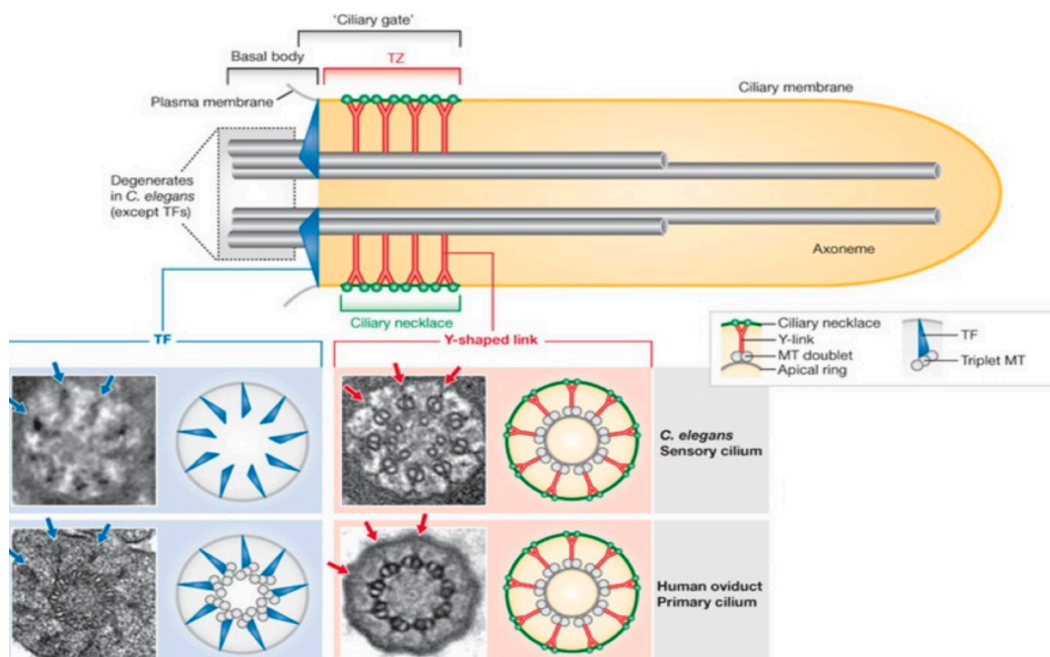 ‘Ciliary gate’
Basal body
TZ
Plasma membrane
Ciliary membrane
Degenerates
in C. elegans
(except TFs)
Axoneme
Ciliary necklace
TF
Y-shaped link
Ciliary necklace
Y-link
MT doublet
Apical ring
TF
Triplet MT
C. elegans
Sensory cilium
Human oviduct
Primary cilium